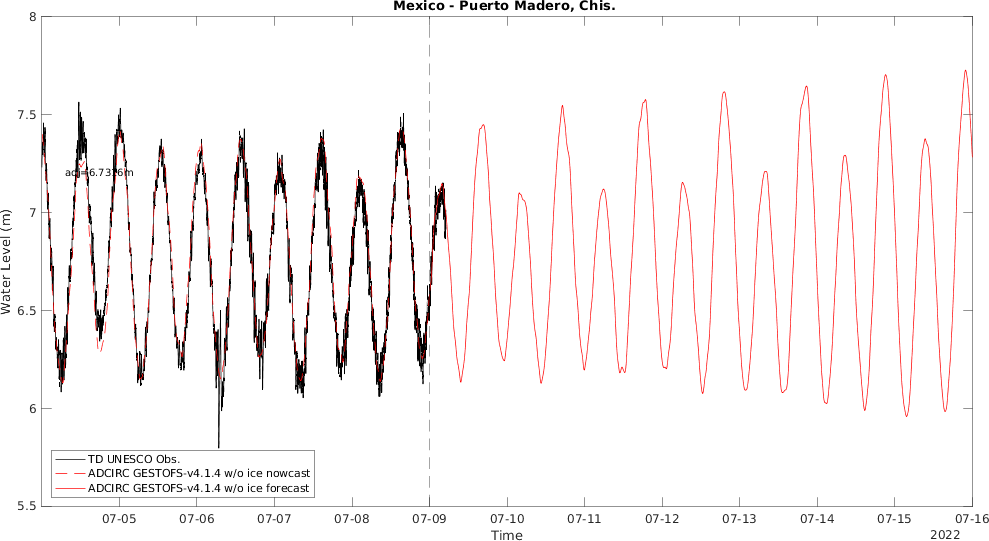 Mexico - Puerto Madero, Chis.
8
7.5
7
6.5
6
5.5
Water Level (m)
adj=6.7326m
TD UNESCO Obs.
ADCIRC GESTOFS-v4.1.4 w/o ice nowcast
ADCIRC GESTOFS-v4.1.4 w/o ice forecast
07-05 07-06 07-07 07-08 07-09 07-10 07-11 07-12 07-13 07-14 07-15 07-16
Time
2022